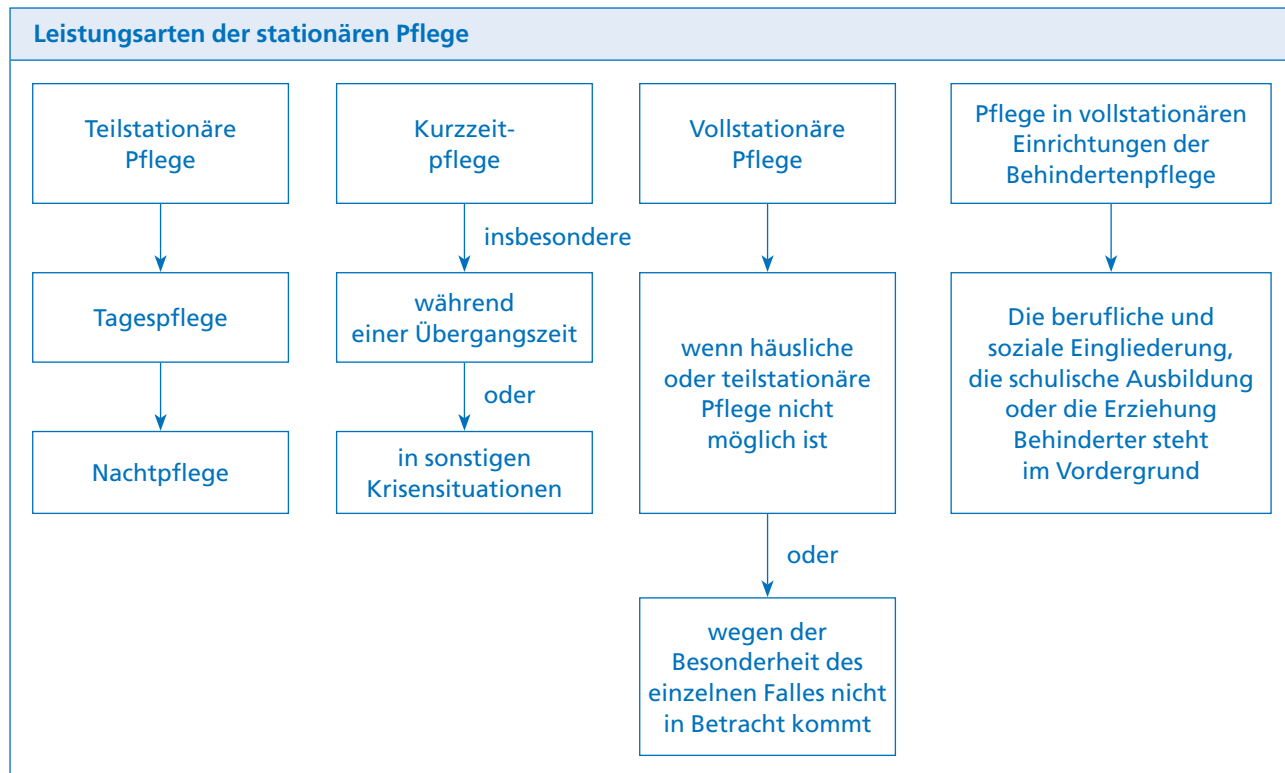 Leistungsarten der stationären Pflege
Teilstationäre
Pflege
Tagespflege
Nachtpflege
Kurzzeit-
pflege
insbesondere
während
einer Übergangszeit
oder
in sonstigen
Krisensituationen
Vollstationäre
Pflege
wenn häusliche
oder teilstationäre
Pflege nicht
möglich ist
oder
wegen der
Besonderheit des
einzelnen Falles nicht
in Betracht kommt
Pflege in vollstationären
Einrichtungen der
Behindertenpflege
Die berufliche und
soziale Eingliederung,
die schulische Ausbildung
oder die Erziehung
Behinderter steht
im Vordergrund